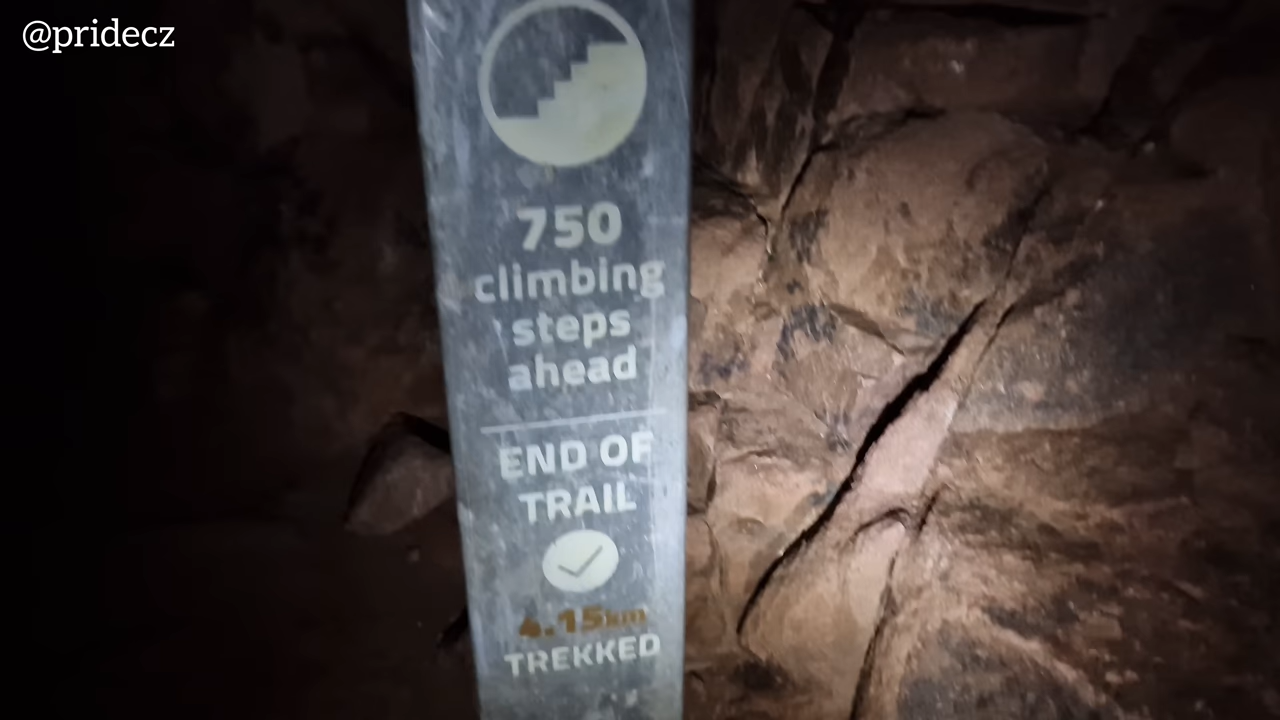 @pridecz
750
climbing
steps
ahead
END OF
TRAIL
4.15km
TREKKED